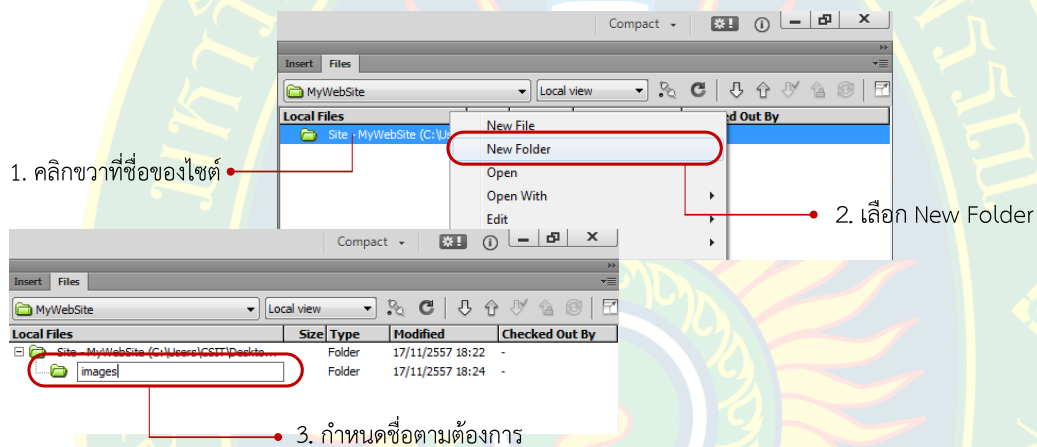 Compact
Insert Files
MyWebSite Local view
Local Files d Out By
Site - MyWebSite (C:\Us
New File
New Folder
Open
Open With
Edit
1. คลิกขวาที่ชื่อของไซต์
2. เลือก New Folder
Compact
Insert Files
MyWebSite Local view
Local Files Size Type Modified Checked Out By
Site - MyWebSite (C:\Users\CSIT\Deskto... Folder 17/11/2557 18:22 -
images Folder 17/11/2557 18:24 -
3. กำหนดชื่อตามต้องการ